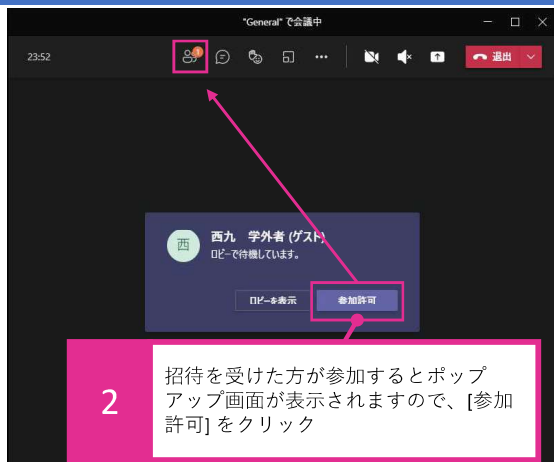 "General" で会議中
23:52
1
退出
西
西九　学外者 (ゲスト)
ロビーで待機しています。
ロビーを表示
参加許可
2
招待を受けた方が参加するとポップ
アップ画面が表示されますので、[参加
許可] をクリック